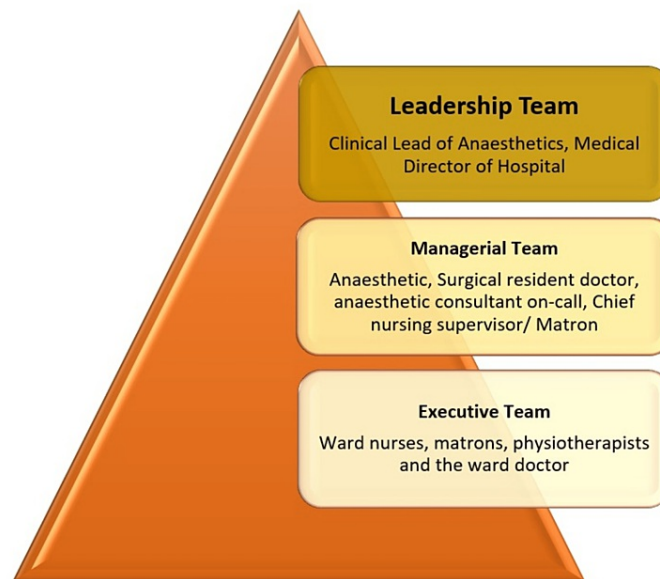 Leadership Team
Clinical Lead of Anaesthetics, Medical
Director of Hospital
Managerial Team
Anaesthetic, Surgical resident doctor,
anaesthetic consultant on-call, Chief
nursing supervisor/ Matron
Executive Team
Ward nurses, matrons, physiotherapists
and the ward doctor